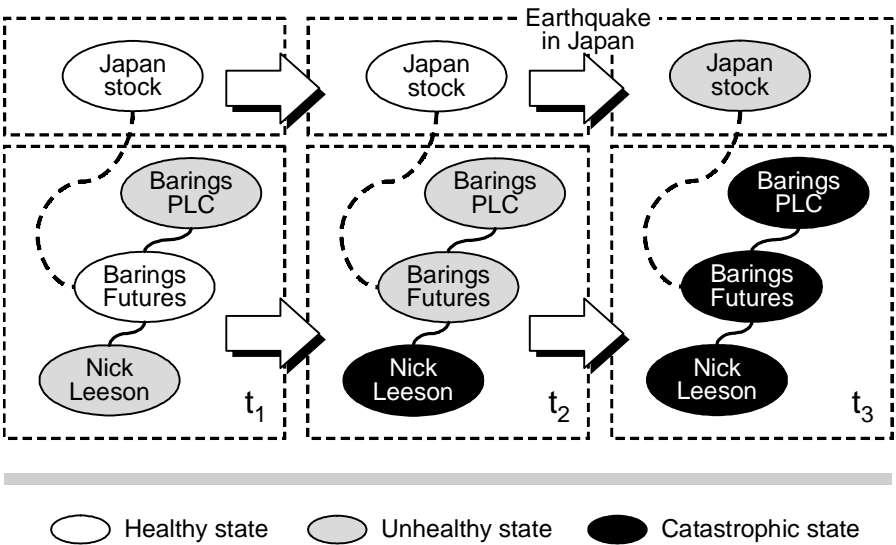 Earthquake
in Japan
Japan
stock
Japan
stock
Japan
stock
Barings
PLC
Barings
Futures
Nick
Leeson
t1
Barings
PLC
Barings
Futures
Nick
Leeson
t2
Barings
PLC
Barings
Futures
Nick
Leeson
t3
Healthy state
Unhealthy state
Catastrophic state